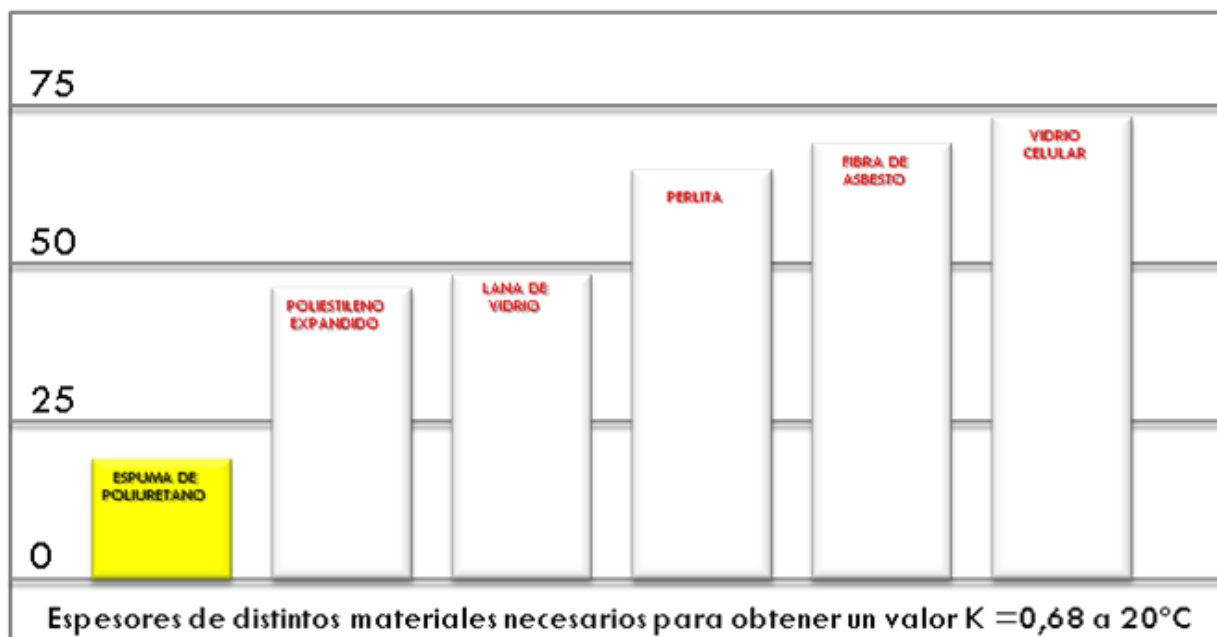 75
50
25
0
ESPUMA DE
POLIURETANO
POLIESTILENO
EXPANDIDO
LANA DE
VIDRIO
PERLITA
FIBRA DE
ASBESTO
VIDRIO
CELULAR
Espesores de distintos materiales necesarios para obtener un valor K =0,68 a 20°C